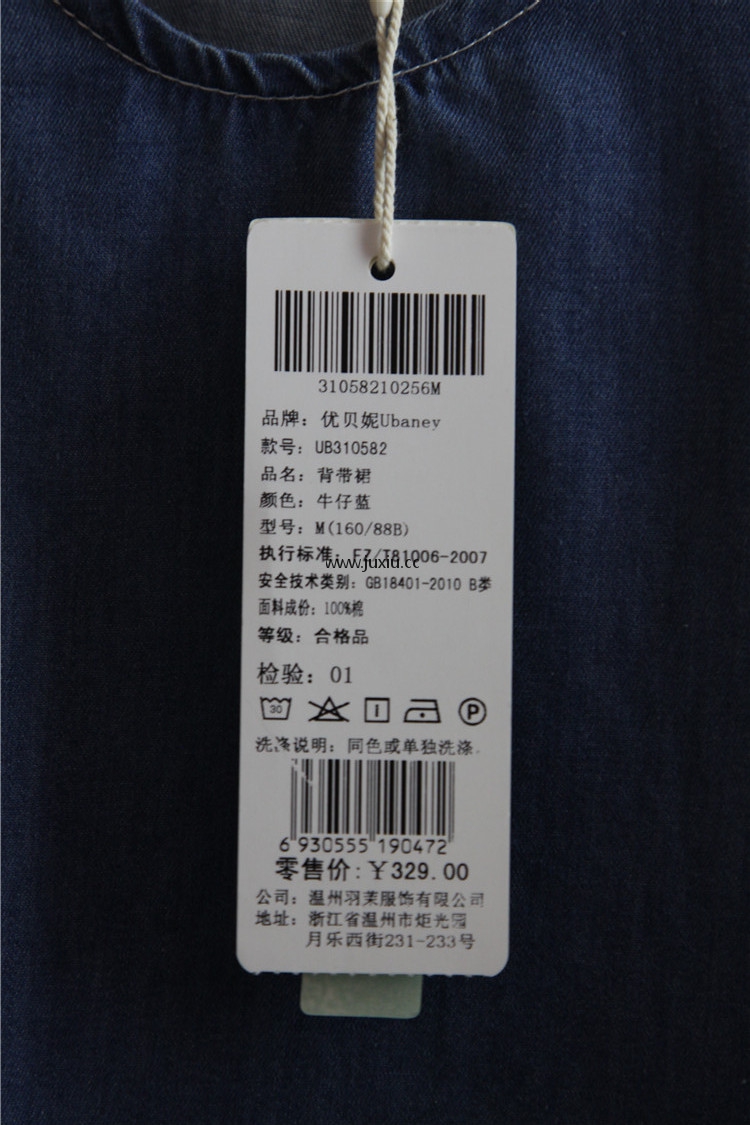 31058210256M
品牌：优贝妮Ubaney
款号：UB310582
品名：背带裙
颜色：牛仔蓝
型号：M(160/88B)
执行标准：FZ/T81006-2007
www.juxiu.cc
安全技术类别：GB18401-2010 B类
面料成份：100%棉
等级：合格品
检验：01
30 P
洗涤说明：同色或单独洗涤.
6 930555 190472
零售价:￥329.00
公司：温州羽茉服饰有限公司
地址：浙江省温州市炬光园
月乐西街231-233号